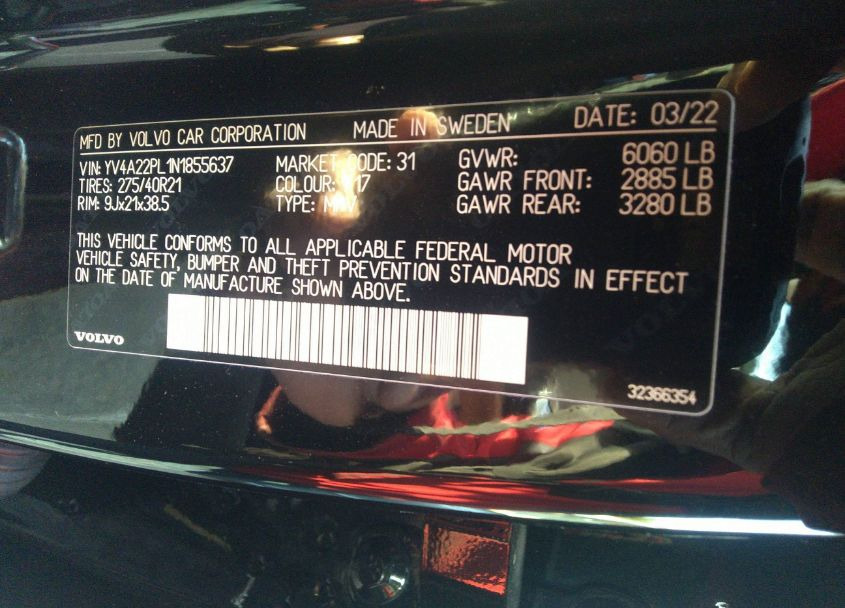 MFD BY VOLVO CAR CORPORATION MADE IN SWEDEN DATE: 03/22
VIN: YV4A22PL1N1855637 MARKET CODE: 31 GVWR: 6060 LB
TIRES: 275/40R21 COLOUR: 717 GAWR FRONT: 2885 LB
RIM: 9Jx21x38.5 TYPE: MPV GAWR REAR: 3280 LB
THIS VEHICLE CONFORMS TO ALL APPLICABLE FEDERAL MOTOR
VEHICLE SAFETY, BUMPER AND THEFT PREVENTION STANDARDS IN EFFECT
ON THE DATE OF MANUFACTURE SHOWN ABOVE.
VOLVO
32366354